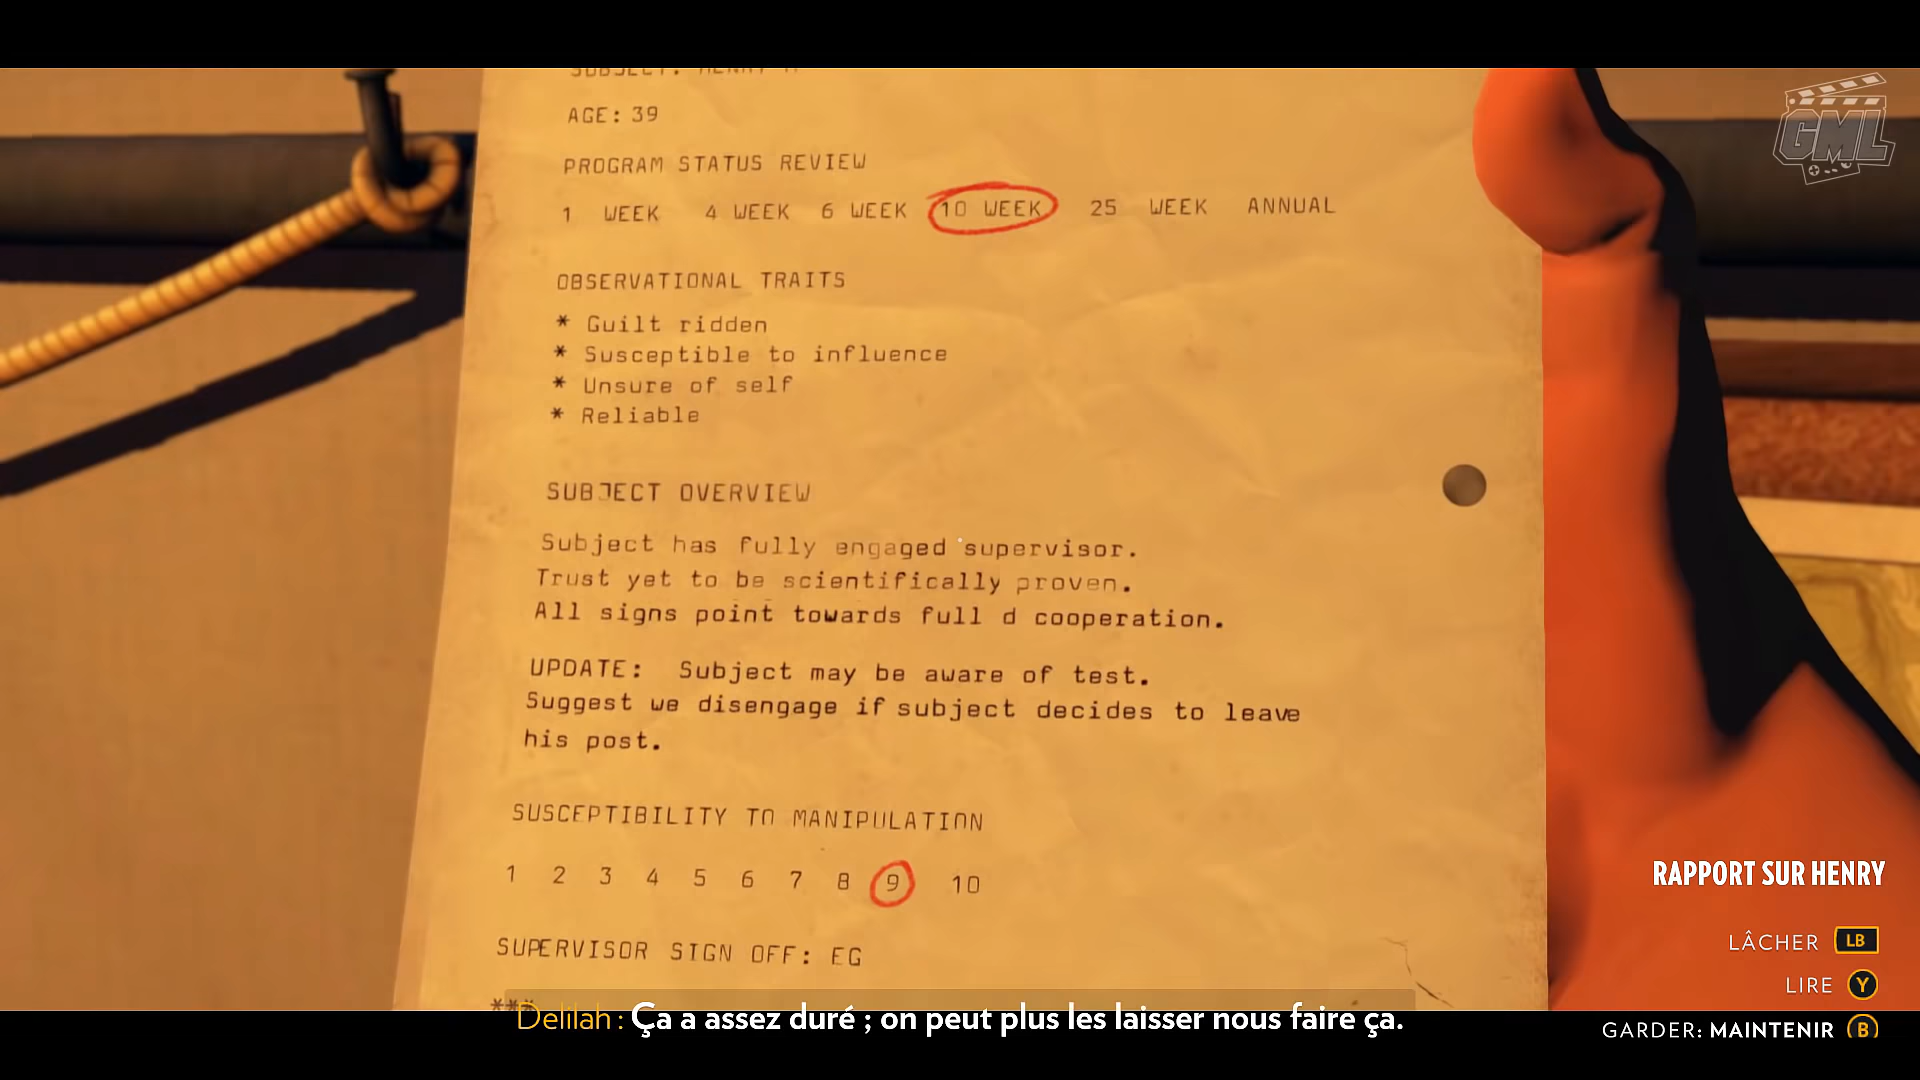 AGE: 39
PROGRAM STATUS REVIEW
1 WEEK 4 WEEK 6 WEEK 10 WEEK 25 WEEK ANNUAL
OBSERVATIONAL TRAITS
* Guilt ridden
* Susceptible to influence
* Unsure of self
* Reliable
SUBJECT OVERVIEW
Subject has fully engaged supervisor.
Trust yet to be scientifically proven.
All signs point towards full d cooperation.
UPDATE: Subject may be aware of test.
Suggest we disengage if subject decides to leave
his post.
SUSCEPTIBILITY TO MANIPULATION
1 2 3 4 5 6 7 8 9 10
SUPERVISOR SIGN OFF: EG
***
Delilah : Ça a assez duré ; on peut plus les laisser nous faire ça.
GML
RAPPORT SUR HENRY
LÂCHER LB
LIRE Y
GARDER: MAINTENIR B